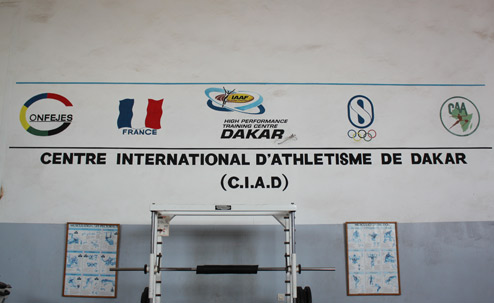 CONFEJES
FRANCE
IAAF
HIGH PERFORMANCE
TRAINING CENTRE
DAKAR
CAA
CENTRE INTERNATIONAL D'ATHLETISME DE DAKAR
(C.I.A.D)